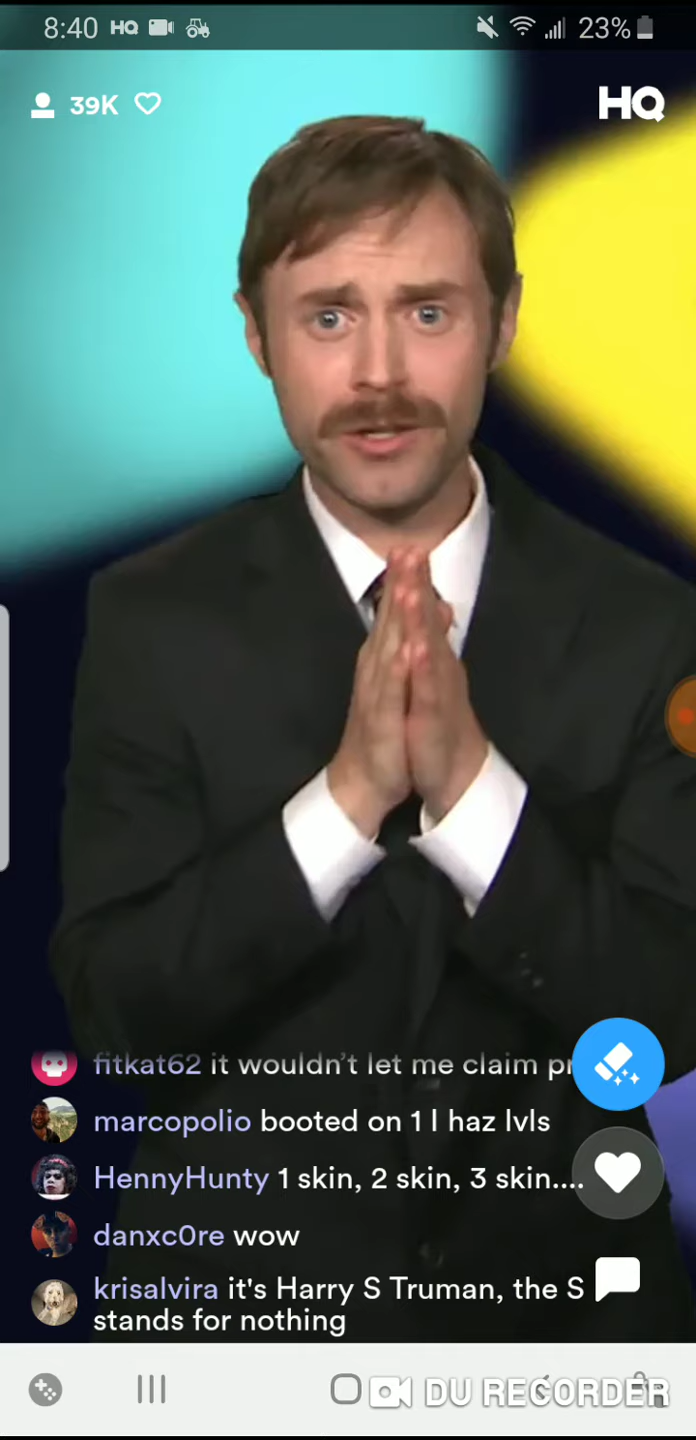 8:40 HQ 23%
39K HQ
fitkat62 it wouldn't let me claim
marcopolio booted on 1 I haz lvls
HennyHunty 1 skin, 2 skin, 3 skin....
danxc0re wow
krisalvira it's Harry S Truman, the S
stands for nothing
DU RECORDER